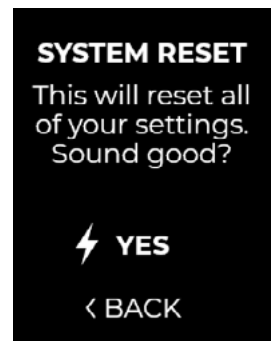 SYSTEM RESET
This will reset all
of your settings.
Sound good?
YES
< BACK